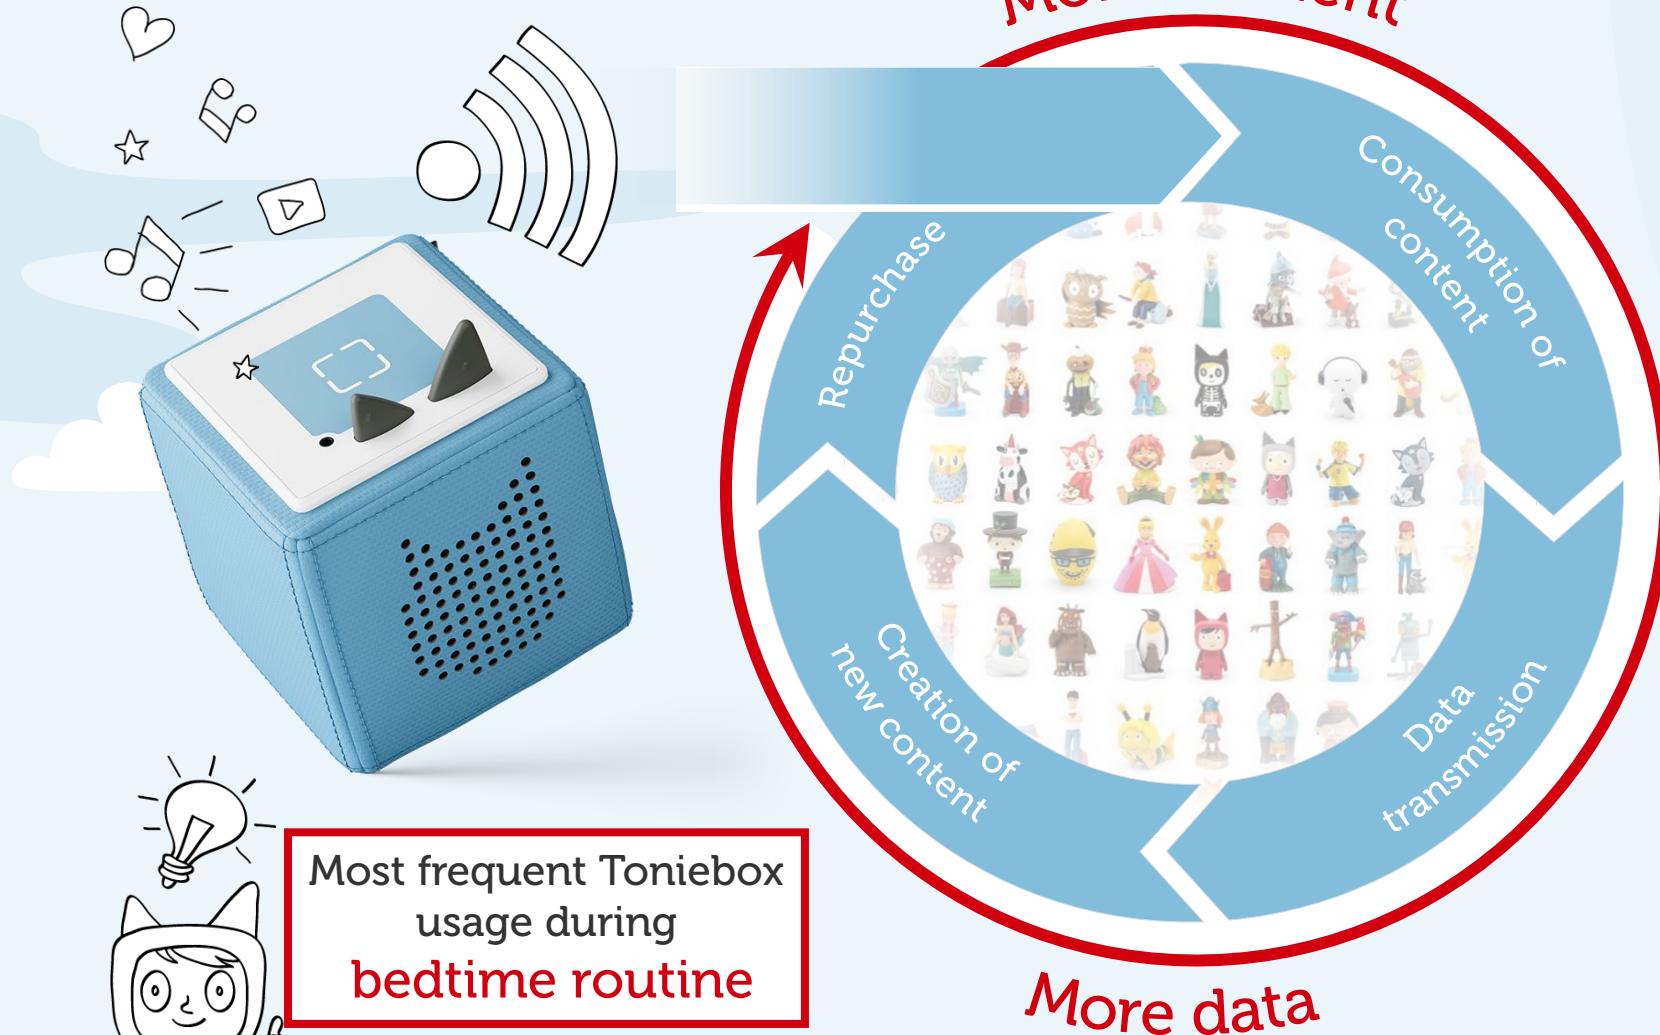 Consumption of
content
Repurchase
Data
transmission
Creation of
new content
Most frequent Toniebox
usage during
bedtime routine
More data